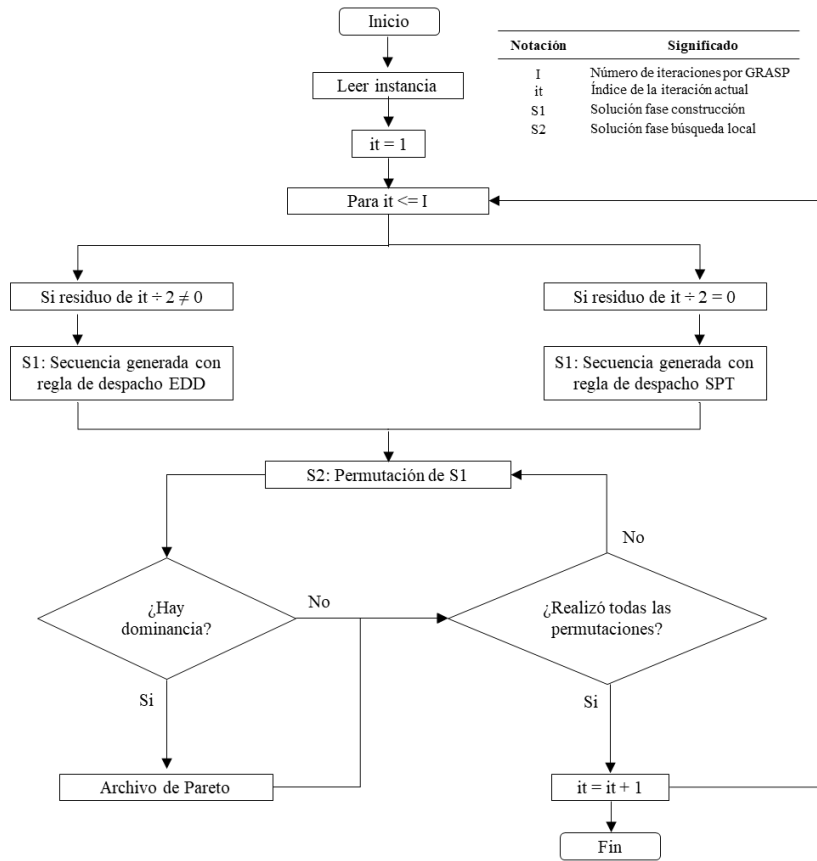 Inicio
Notación Significado
I Número de iteraciones por GRASP
it Índice de la iteración actual
S1 Solución fase construcción
S2 Solución fase búsqueda local
Leer instancia
it = 1
Para it <= I
Si residuo de it ÷ 2 ≠ 0
Si residuo de it ÷ 2 = 0
S1: Secuencia generada con
regla de despacho EDD
S1: Secuencia generada con
regla de despacho SPT
S2: Permutación de S1
No
¿Hay
dominancia?
No
¿Realizó todas las
permutaciones?
Si
Si
Archivo de Pareto
it = it + 1
Fin